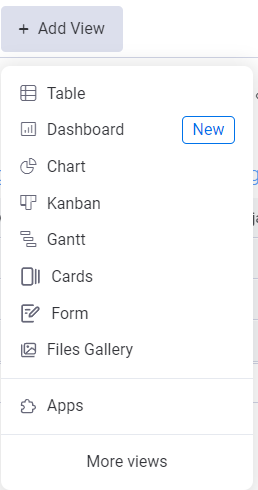 + Add View
Table
Dashboard New
Chart
Kanban
Gantt
Cards
Form
Files Gallery
Apps
More views